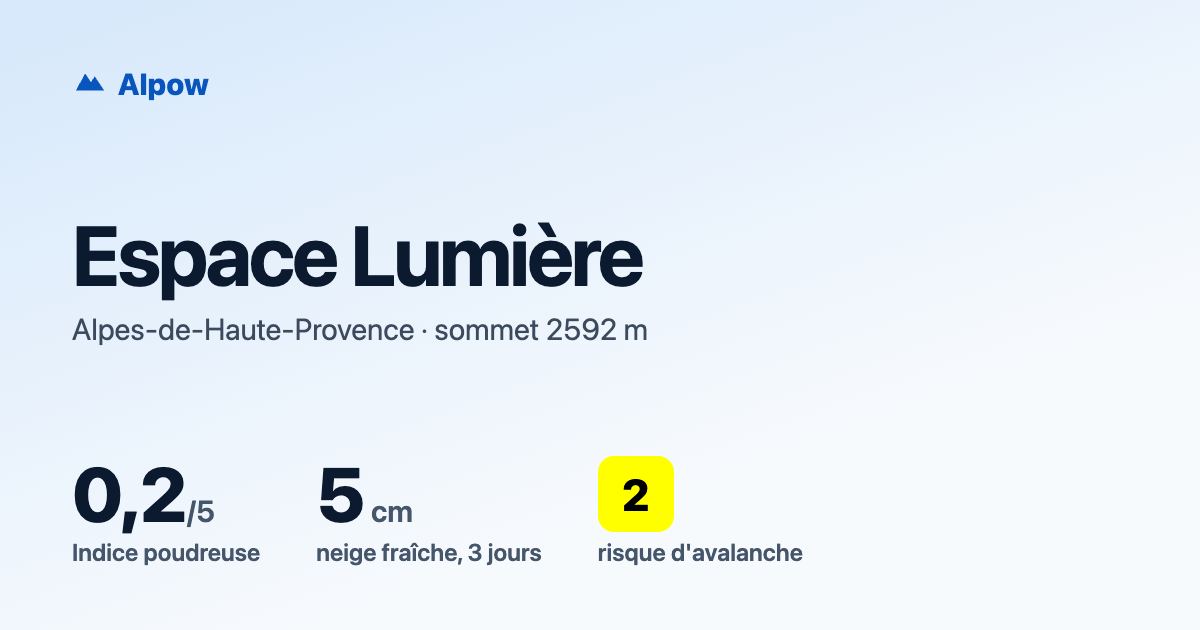 Alpow
Espace Lumière
Alpes-de-Haute-Provence · sommet 2592 m
0,2/5
Indice poudreuse
5 cm
neige fraîche, 3 jours
2
risque d'avalanche